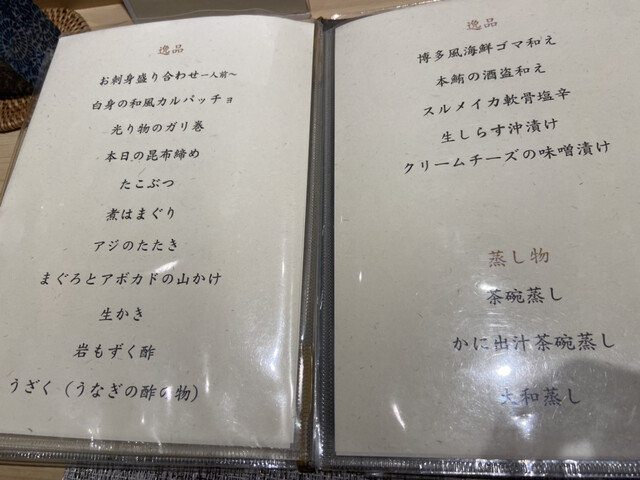 逸品
お刺身盛り合わせ一人前～
白身の和風カルパッチョ
光り物のガリ巻
本日の昆布締め
たこぶつ
煮はまぐり
アジのたたき
まぐろとアボカドの山かけ
生かき
岩もずく酢
うざく（うなぎの酢の物）
逸品
博多風海鮮ゴマ和え
本鮪の酒盗和え
スルメイカ軟骨塩辛
生しらす沖漬け
クリームチーズの味噌漬け
蒸し物
茶碗蒸し
かに出汁茶碗蒸し
大和蒸し